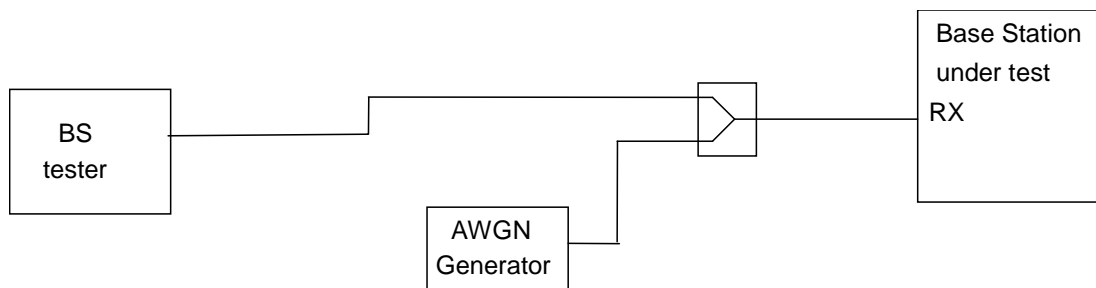 BS
tester
AWGN
Generator
Base Station
under test
RX